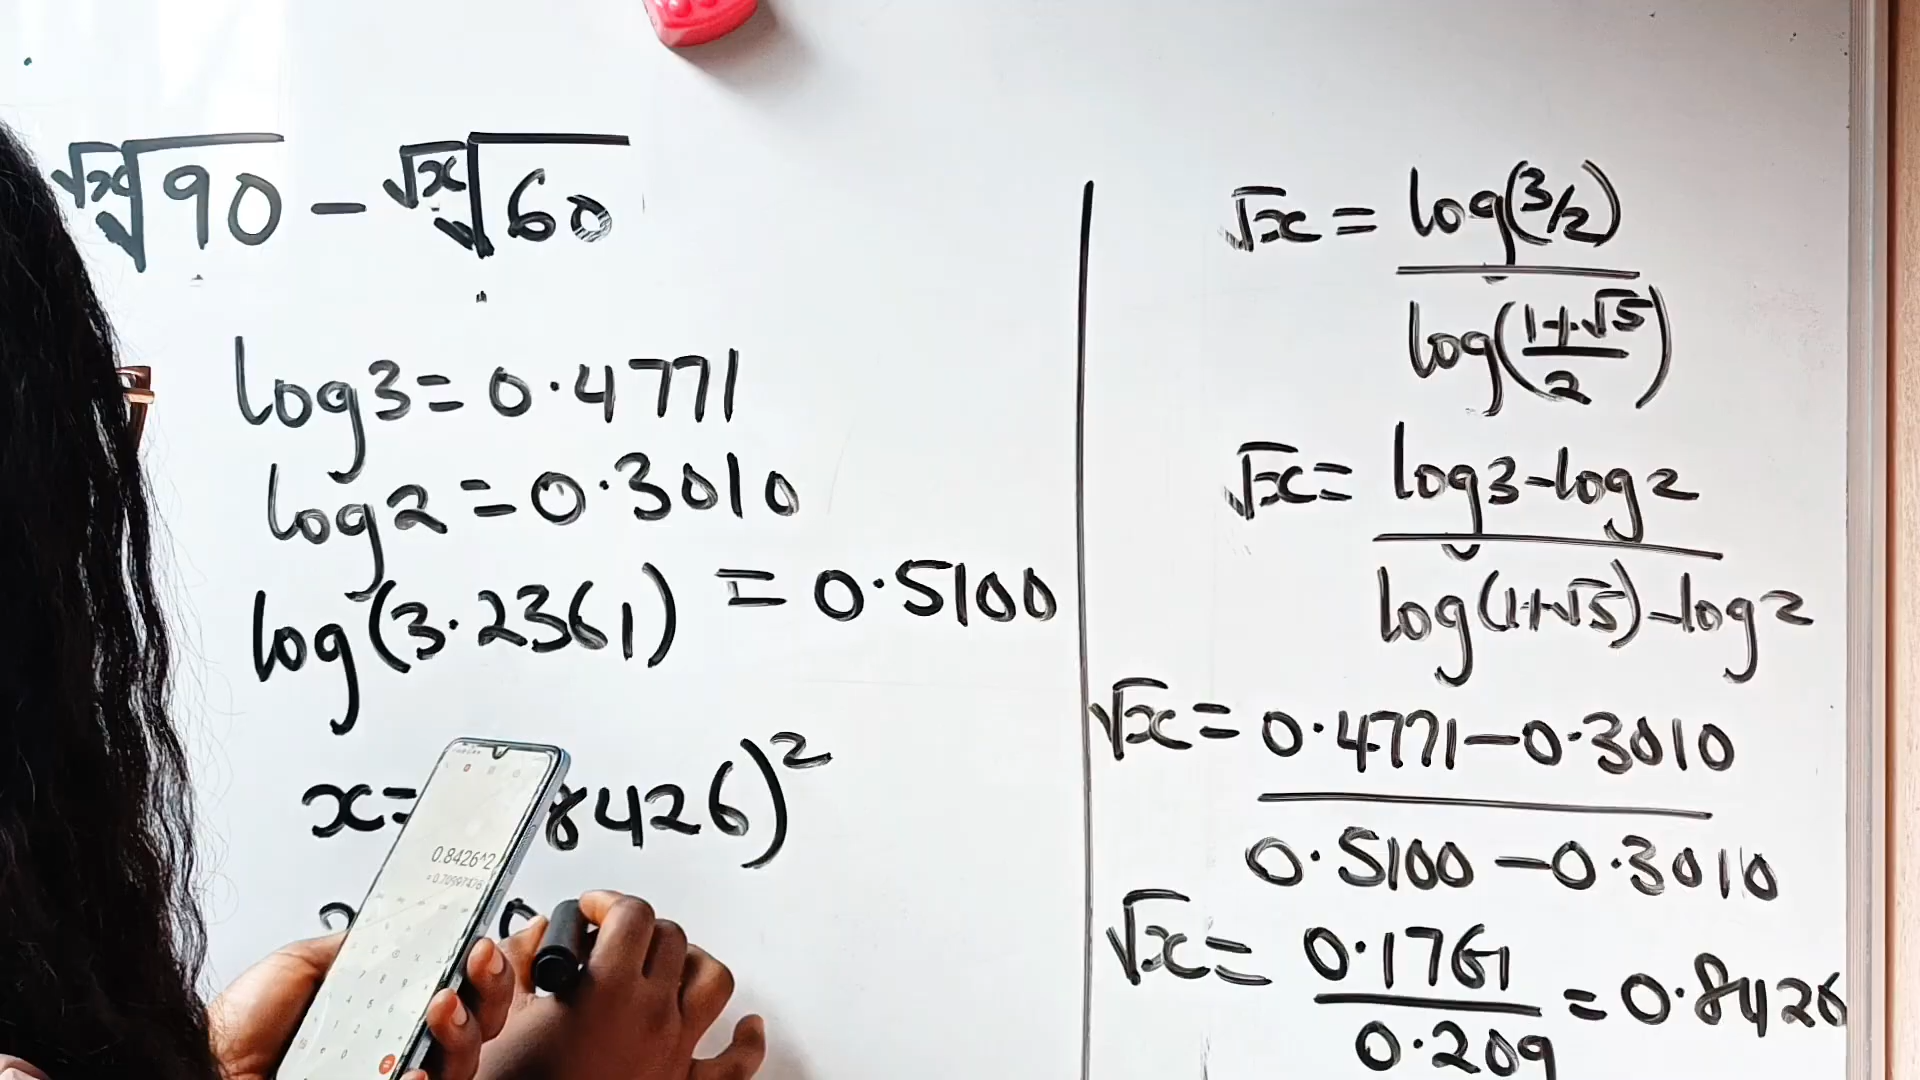 √x√90 - √x√60
log3 = 0.4771
log2 = 0.3010
log(3.2361) = 0.5100
x= 8426)²
0.8426^2
√x = log(3/2)
log(1+√5/2)
√x = log3-log2
log(1+√5)-log2
√x = 0.4771-0.3010
0.5100-0.3010
√x = 0.1761
0.209
= 0.8426